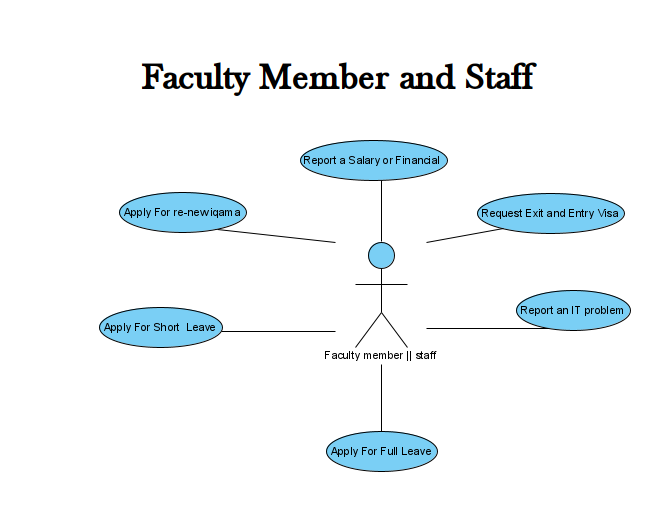 Faculty Member and Staff
Report a Salary or Financial
Apply For re-newiqama
Request Exit and Entry Visa
Report an IT problem
Apply For Short  Leave
Faculty member || staff
Apply For Full Leave